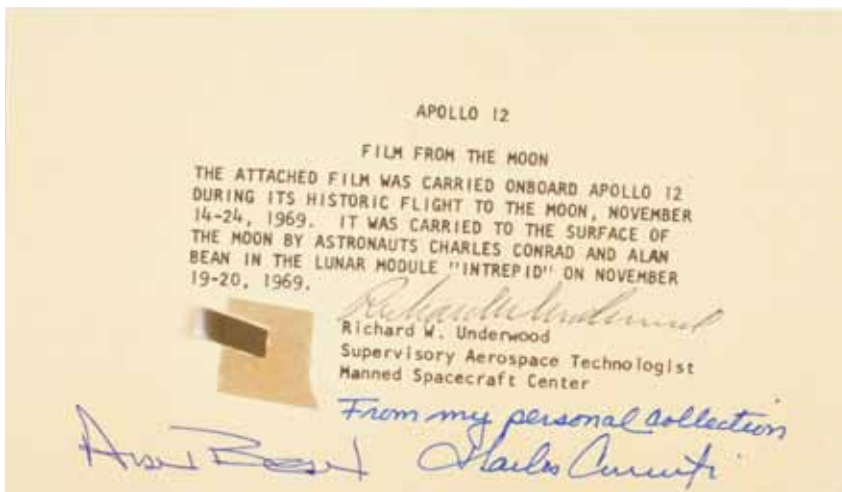 APOLLO 12
FILM FROM THE MOON
THE ATTACHED FILM WAS CARRIED ONBOARD APOLLO 12
DURING ITS HISTORIC FLIGHT TO THE MOON, NOVEMBER
14-24, 1969. IT WAS CARRIED TO THE SURFACE OF
THE MOON BY ASTRONAUTS CHARLES CONRAD AND ALAN
BEAN IN THE LUNAR MODULE "INTREPID" ON NOVEMBER
19-20, 1969.
Richard W. Underwood
Richard W. Underwood
Supervisory Aerospace Technologist
Manned Spacecraft Center
From my personal collection
Alan Bean Charles